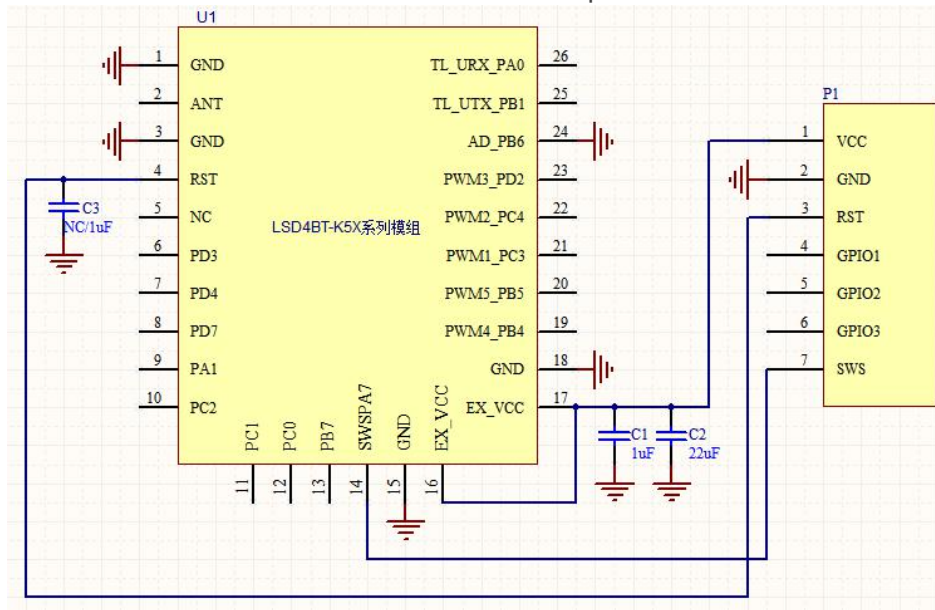 U1
1 GND
2 ANT
3 GND
4 RST
5 NC
6 PD3
7 PD4
8 PD7
9 PA1
10 PC2
LSD4BT-K5X系列模组
TL_URX_PA0 26
TL_UTX_PB1 25
AD_PB6 24
PWM3_PD2 23
PWM2_PC4 22
PWM1_PC3 21
PWM5_PB5 20
PWM4_PB4 19
GND 18
EX_VCC 17
PC1 11
PC0 12
PB7 13
SWSPA7 14
GND 15
EX_VCC 16
C3
NC/1uF
C1
1uF
C2
22uF
P1
1 VCC
2 GND
3 RST
4 GPIO1
5 GPIO2
6 GPIO3
7 SWS